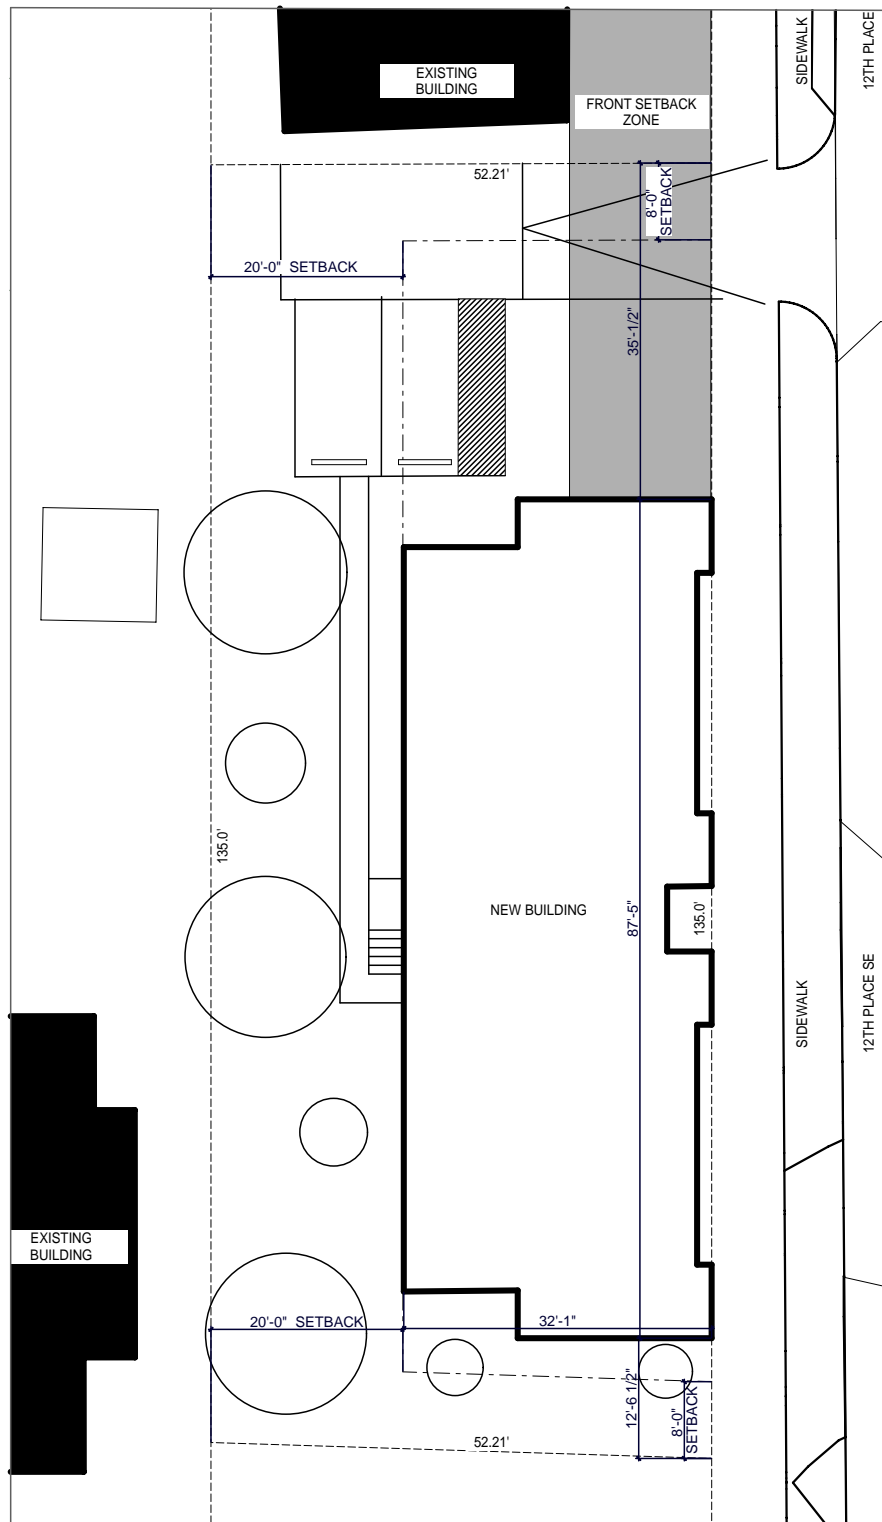 EXISTING
BUILDING
FRONT SETBACK
ZONE
SIDEWALK
12TH PLACE
52.21'
8'-0"
SETBACK
20'-0" SETBACK
35'-1/2"
135.0'
NEW BUILDING
87'-5"
135.0'
SIDEWALK
12TH PLACE SE
EXISTING
BUILDING
20'-0" SETBACK
32'-1"
12'-6 1/2"
8'-0"
SETBACK
52.21'